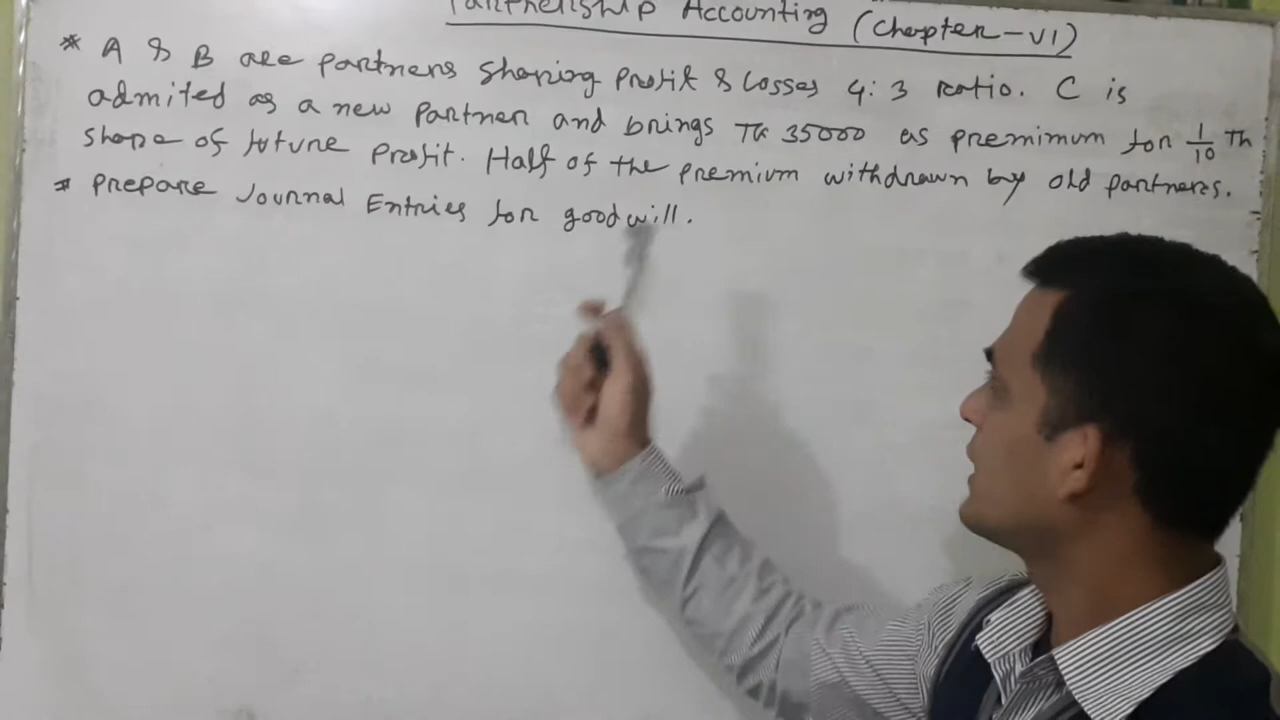 Partnership Accounting (Chapter-VI)
* A & B are partners sharing Profit & Losses 4:3 ratio. C is
admited as a new Partner and brings TK 35000 as premimum for 1/10 Th
share of future Profit. Half of the premium withdrawn by old partners.
* Prepare Journal Entries for goodwill.